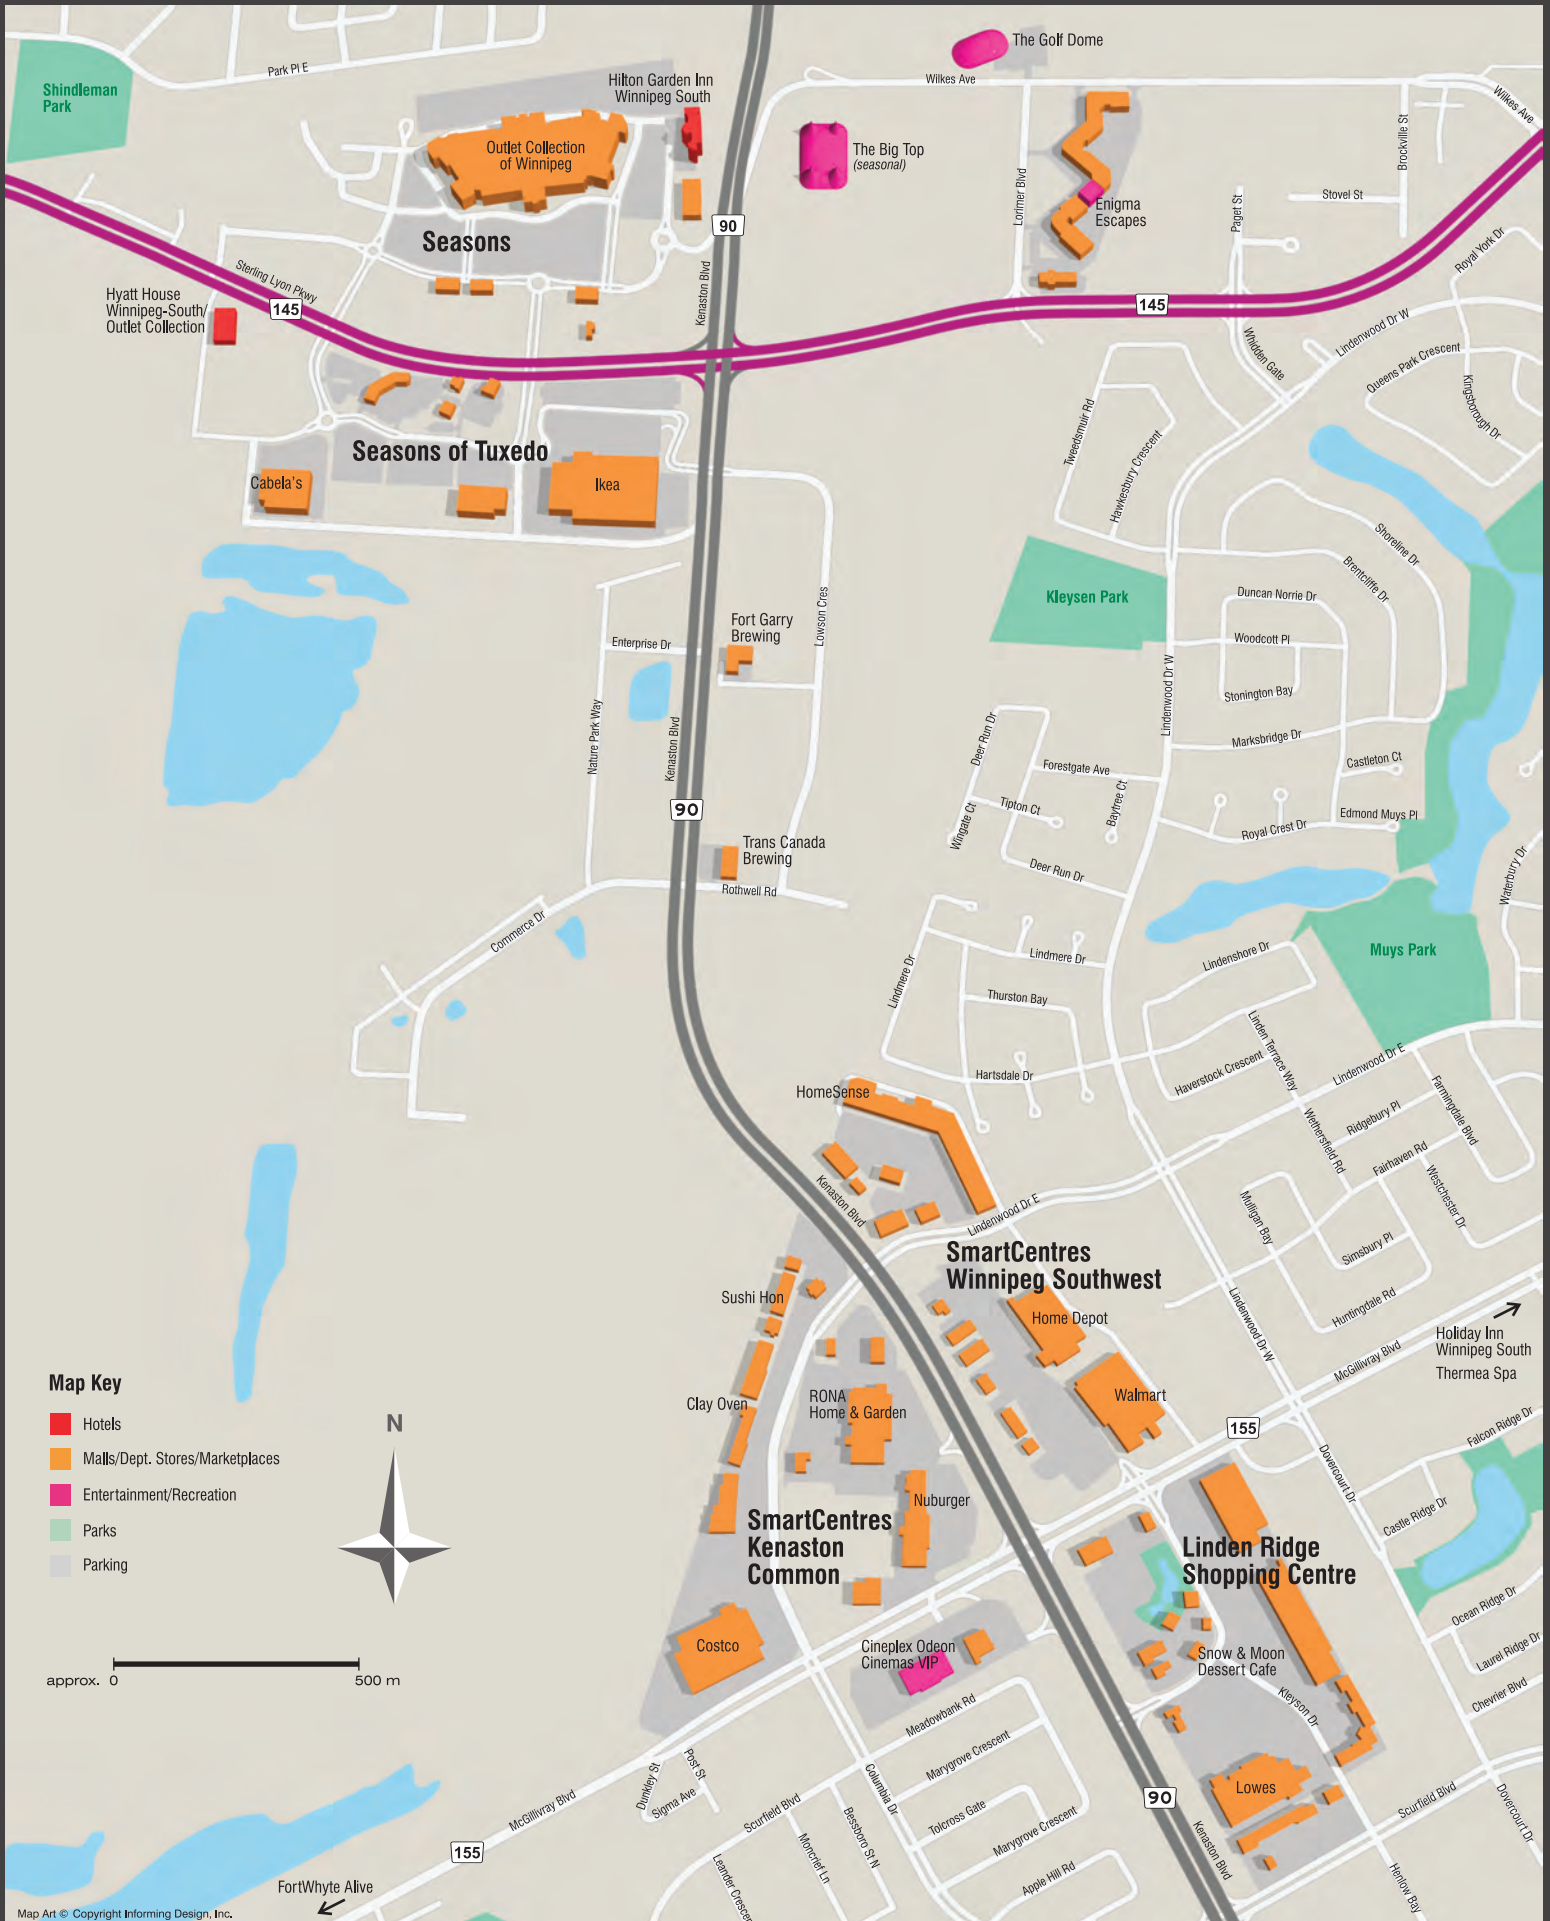 The Golf Dome
Park Pl E
Hilton Garden Inn
Winnipeg South
Wilkes Ave
Wilkes Ave
Shindleman
Park
Outlet Collection
of Winnipeg
The Big Top
(seasonal)
Brockville St
Lorimer Blvd
Enigma
Escapes
Stovel St
Paget St
90
Seasons
Royal York Dr
Sterling Lyon Pkwy
Kenaston Blvd
Hyatt House
Winnipeg-South/
Outlet Collection
145
145
Whidden Gate
Lindenwood Dr W
Queens Park Crescent
Kingsborough Dr
Tweedsmuir Rd
Hawkesbury Crescent
Seasons of Tuxedo
Cabela's
Ikea
Shoreline Dr
Brentcliffe Dr
Kleysen Park
Duncan Norrie Dr
Woodcott Pl
Stonington Bay
Fort Garry
Brewing
Lowson Cres
Enterprise Dr
Lindenwood Dr W
Nature Park Way
Kenaston Blvd
Marksbridge Dr
Deer Run Dr
Forestgate Ave
Castleton Ct
Baytree Ct
Tipton Ct
Wingate Ct
Edmond Muys Pl
Royal Crest Dr
90
Trans Canada
Brewing
Deer Run Dr
Waterbury Dr
Rothwell Rd
Commerce Dr
Muys Park
Lindmere Dr
Lindmere Dr
Lindenshore Dr
Thurston Bay
Linden Terrace Way
Hartsdale Dr
Haverstock Crescent
Lindenwood Dr E
HomeSense
Farmingdale Blvd
Ridgebury Pl
Wethersfield Rd
Fairhaven Rd
Westchester Dr
Kenaston Blvd
Mulligan Bay
Lindenwood Dr E
Simsbury Pl
SmartCentres
Winnipeg Southwest
Sushi Hon
Home Depot
Huntingdale Rd
Lindenwood Dr W
Holiday Inn
Winnipeg South
Thermea Spa
McGillivray Blvd
Walmart
Map Key
Hotels
Malls/Dept. Stores/Marketplaces
Entertainment/Recreation
Parks
Parking
N
approx. 0 500 m
Clay Oven
RONA
Home & Garden
155
Falcon Ridge Dr
Dovercourt Dr
Castle Ridge Dr
Nuburger
SmartCentres
Kenaston
Common
Linden Ridge
Shopping Centre
Ocean Ridge Dr
Laurel Ridge Dr
Chevrier Blvd
Costco
Cineplex Odeon
Cinemas VIP
Snow & Moon
Dessert Cafe
Kleyson Dr
Meadowbank Rd
Marygrove Crescent
Post St
Dunkley St
Sigma Ave
Columbia Dr
Lowes
90
Scurfield Blvd
Dovercourt Dr
McGillivray Blvd
Scurfield Blvd
Tolcross Gate
Marygrove Crescent
Bessboro St N
Moncrief Ln
Kenaston Blvd
155
Leander Crescen
Apple Hill Rd
Henlow Bay
FortWhyte Alive
Map Art © Copyright Informing Design, Inc.